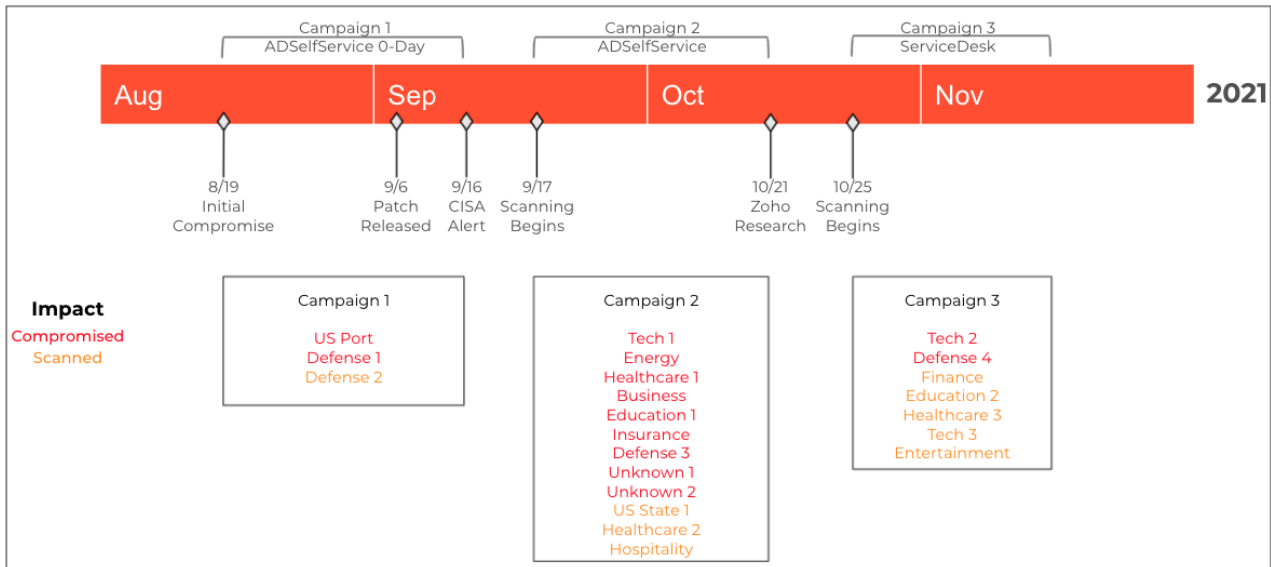 Campaign 1
ADSelfService 0-Day
Campaign 2
ADSelfService
Campaign 3
ServiceDesk
Aug
Sep
Oct
Nov
2021
8/19
Initial
Compromise
9/6
Patch
Released
9/16
CISA
Alert
9/17
Scanning
Begins
10/21
Zoho
Research
10/25
Scanning
Begins
Impact
Compromised
Scanned
Campaign 1
US Port
Defense 1
Defense 2
Campaign 2
Tech 1
Energy
Healthcare 1
Business
Education 1
Insurance
Defense 3
Unknown 1
Unknown 2
US State 1
Healthcare 2
Hospitality
Campaign 3
Tech 2
Defense 4
Finance
Education 2
Healthcare 3
Tech 3
Entertainment